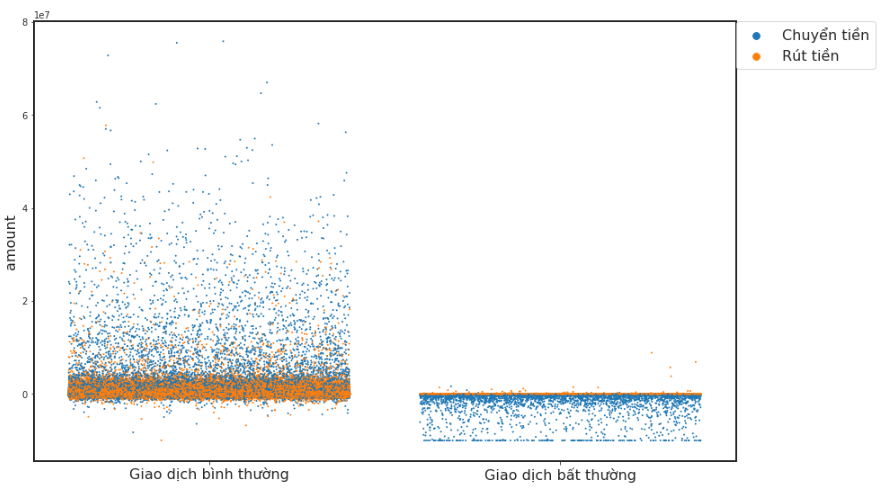 1e7
8
6
4
2
0
amount
Giao dịch bình thường
Giao dịch bất thường
Chuyển tiền
Rút tiền